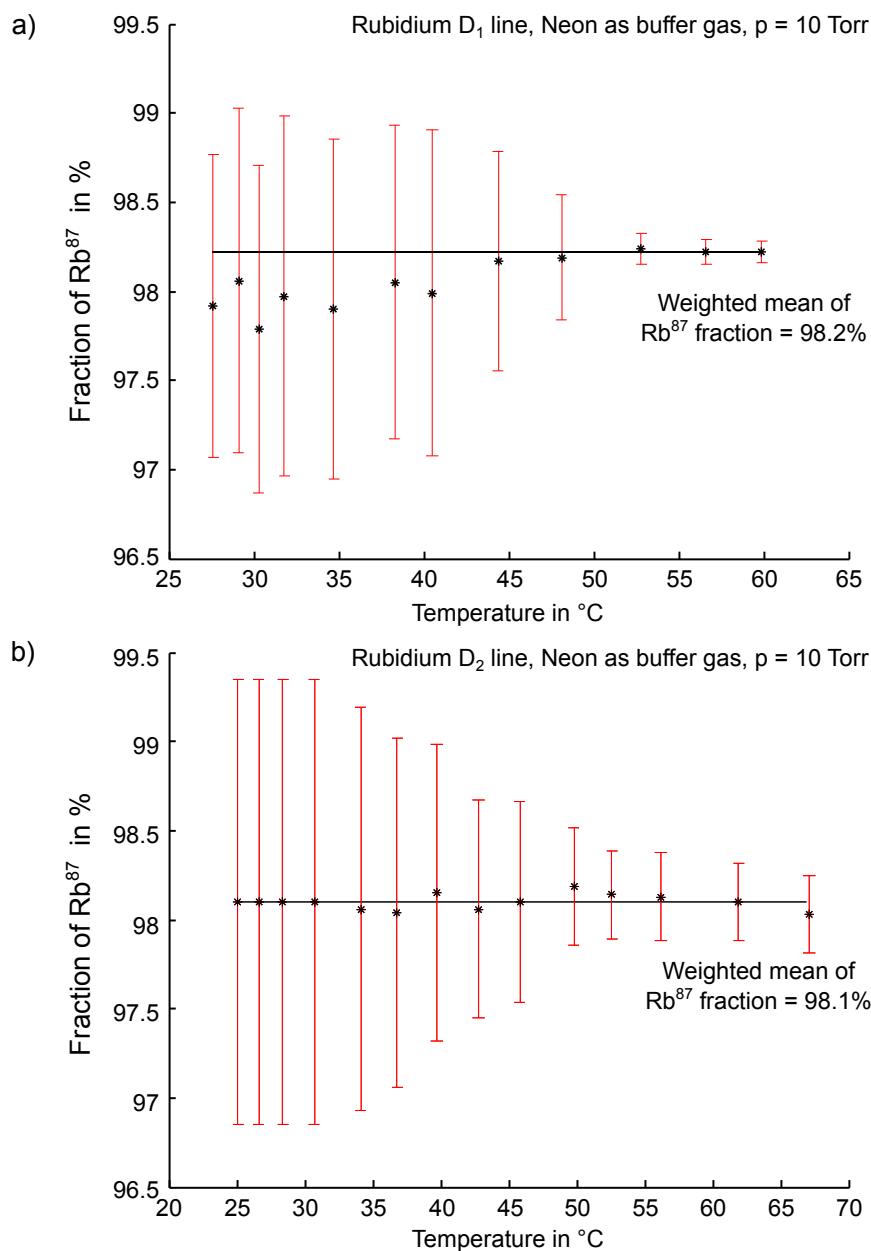 a)
Rubidium D₁ line, Neon as buffer gas, p = 10 Torr
99.5
99
98.5
98
97.5
97
96.5
Fraction of Rb⁸⁷ in %
Weighted mean of
Rb⁸⁷ fraction = 98.2%
25 30 35 40 45 50 55 60 65
Temperature in °C
b)
Rubidium D₂ line, Neon as buffer gas, p = 10 Torr
99.5
99
98.5
98
97.5
97
96.5
Fraction of Rb⁸⁷ in %
Weighted mean of
Rb⁸⁷ fraction = 98.1%
20 25 30 35 40 45 50 55 60 65 70
Temperature in °C